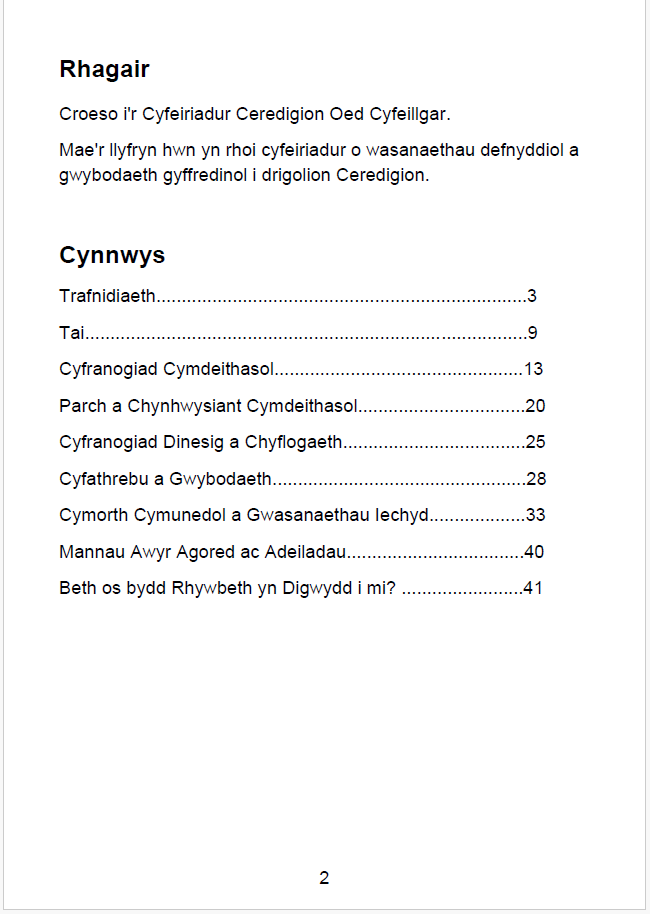 Rhagair
Croeso i'r Cyfeiriadur Ceredigion Oed Cyfeillgar.
Mae'r llyfryn hwn yn rhoi cyfeiriadur o wasanaethau defnyddiol a
gwybodaeth gyffredinol i drigolion Ceredigion.
Cynnwys
Trafnidiaeth.........................................................................3
Tai.......................................................................................9
Cyfranogiad Cymdeithasol.................................................13
Parch a Chynhwysiant Cymdeithasol.................................20
Cyfranogiad Dinesig a Chyflogaeth....................................25
Cyfathrebu a Gwybodaeth..................................................28
Cymorth Cymunedol a Gwasanaethau Iechyd...................33
Mannau Awyr Agored ac Adeiladau...................................40
Beth os bydd Rhywbeth yn Digwydd i mi? ........................41
2